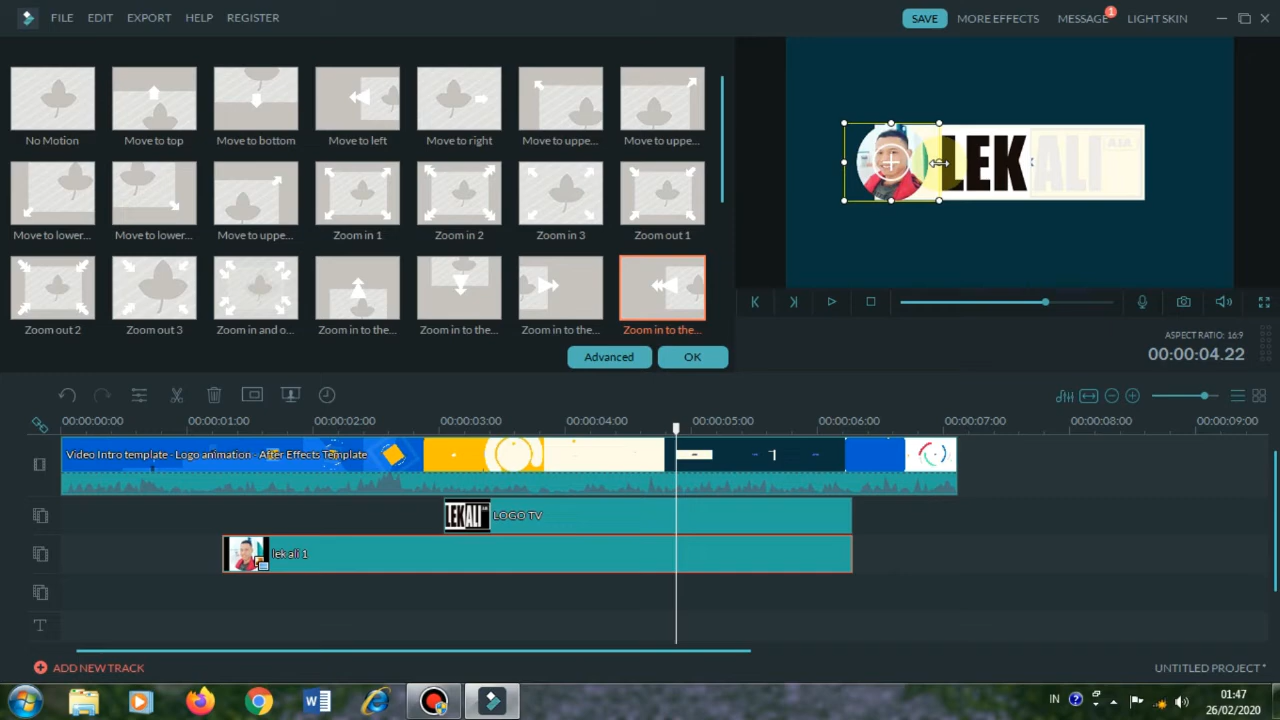 FILE EDIT EXPORT HELP REGISTER SAVE MORE EFFECTS MESSAGE 1 LIGHT SKIN
No Motion Move to top Move to bottom Move to left Move to right Move to uppe... Move to uppe...
Move to lower... Move to lower... Move to uppe... Zoom in 1 Zoom in 2 Zoom in 3 Zoom out 1
Zoom out 2 Zoom out 3 Zoom in and o... Zoom in to the... Zoom in to the... Zoom in to the... Zoom in to the...
Advanced OK
LEKALI
ASPECT RATIO: 16:9
00:00:04.22
00:00:00:00 00:00:01:00 00:00:02:00 00:00:03:00 00:00:04:00 00:00:05:00 00:00:06:00 00:00:07:00 00:00:08:00 00:00:09:00
Video Intro template - Logo animation - After Effects Template
LEKALI LOGO TV
lek ali 1
T
ADD NEW TRACK UNTITLED PROJECT *
IN 01:47
26/02/2020